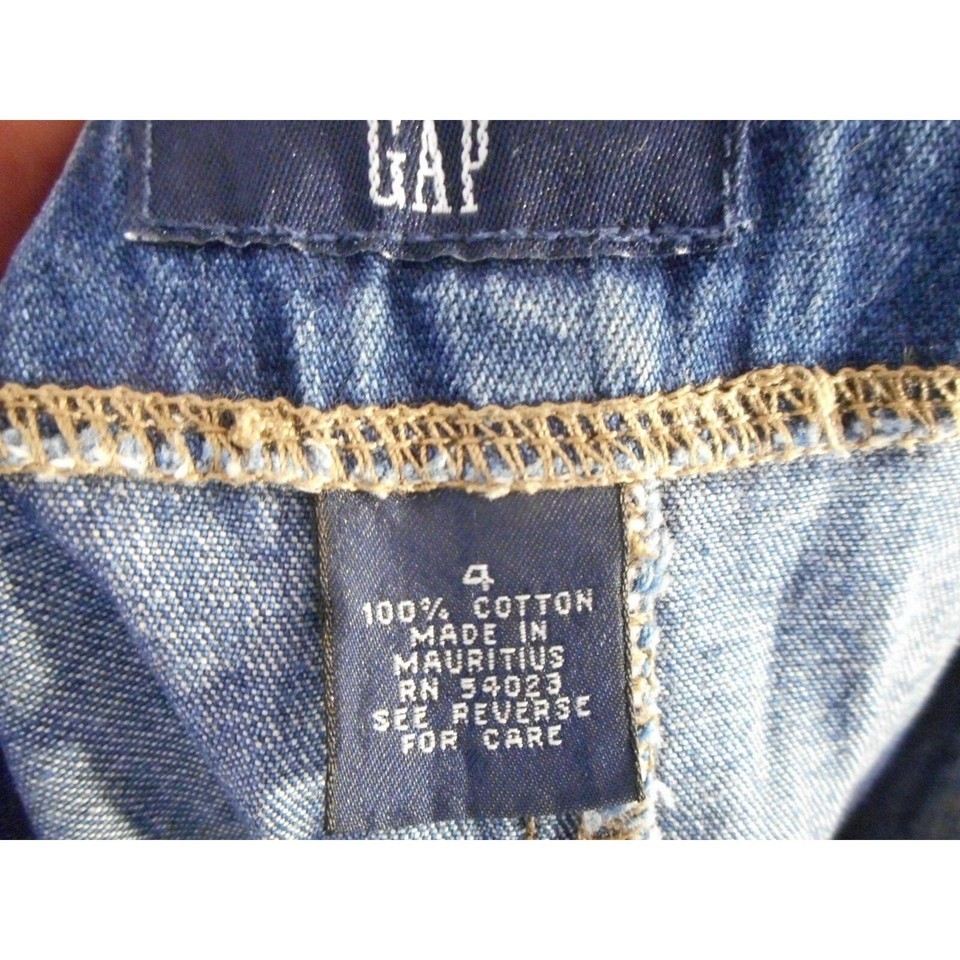 GAP
4
100% COTTON
MADE IN
MAURITIUS
RN 54023
SEE REVERSE
FOR CARE